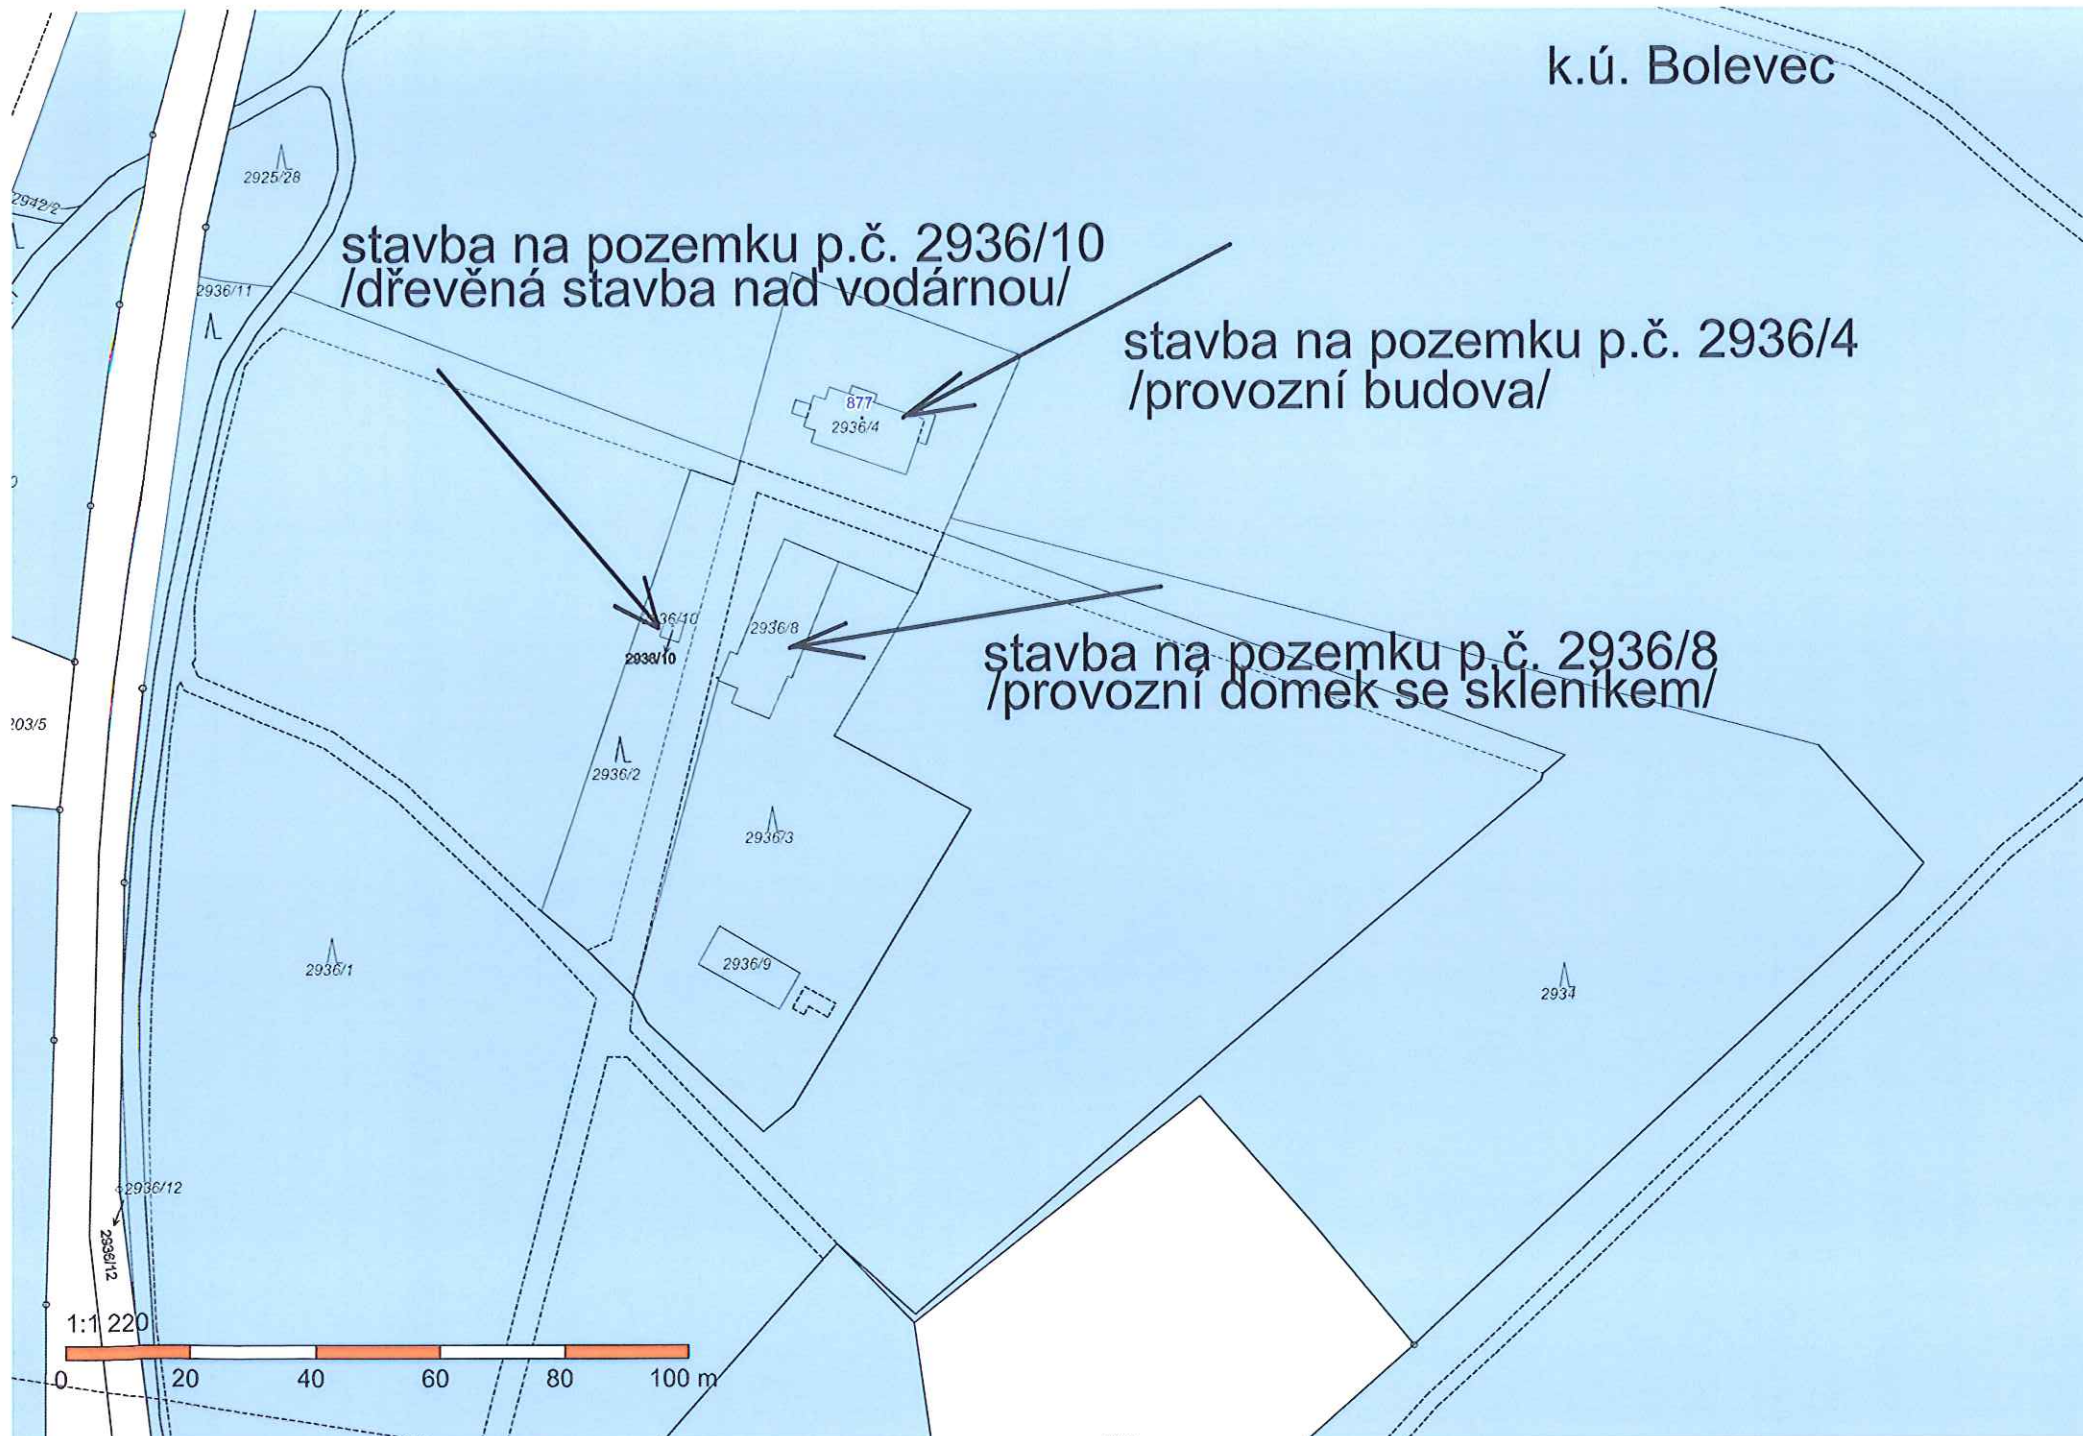 k.ú. Bolevec
2925/28
2942/2
stavba na pozemku p.č. 2936/10
/dřevěná stavba nad vodárnou/
2936/11
stavba na pozemku p.č. 2936/4
/provozní budova/
877
2936/4
36/10
2936/8
2936/10
stavba na pozemku p.č. 2936/8
/provozní domek se skleníkem/
203/5
2936/2
2936/3
2936/9
2936/1
2934
2936/12
2936/12
1:1 220
0 20 40 60 80 100 m